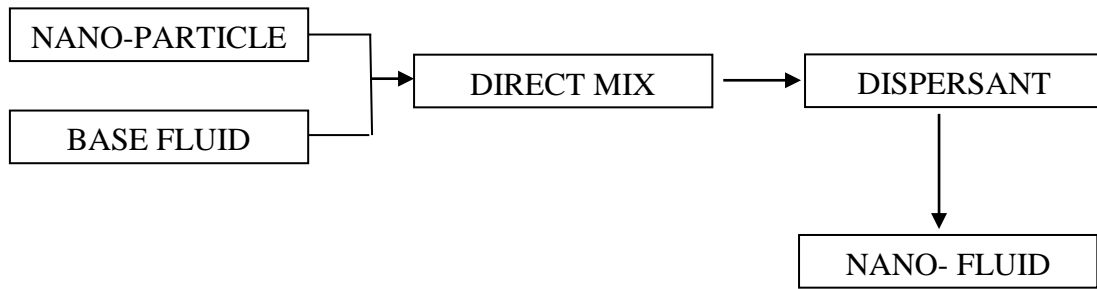 NANO-PARTICLE
BASE FLUID
DIRECT MIX
DISPERSANT
NANO- FLUID